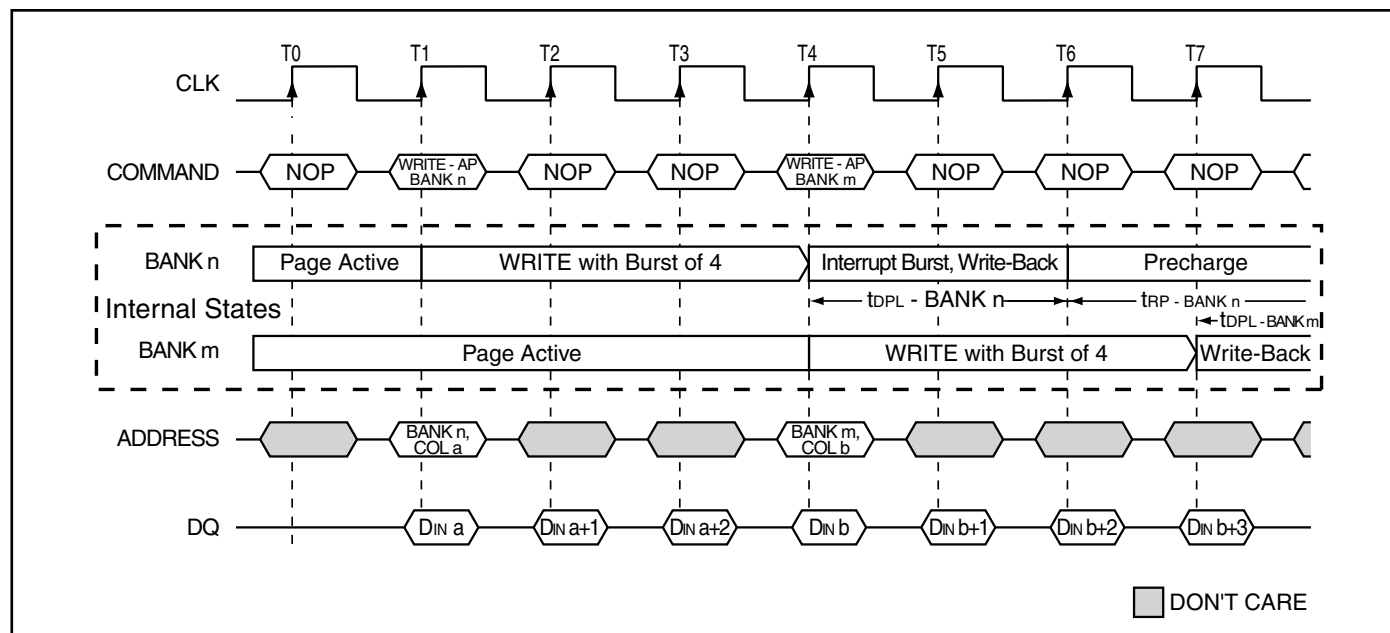 T0 T1 T2 T3 T4 T5 T6 T7
CLK
COMMAND NOP WRITE - AP BANK n NOP NOP WRITE - AP BANK m NOP NOP NOP
BANK n Page Active WRITE with Burst of 4 Interrupt Burst, Write-Back Precharge
tDPL - BANK n tRP - BANK n
Internal States
tDPL - BANK m
BANK m Page Active WRITE with Burst of 4 Write-Back
ADDRESS BANK n, COL a BANK m, COL b
DQ DIN a DIN a+1 DIN a+2 DIN b DIN b+1 DIN b+2 DIN b+3
DON'T CARE